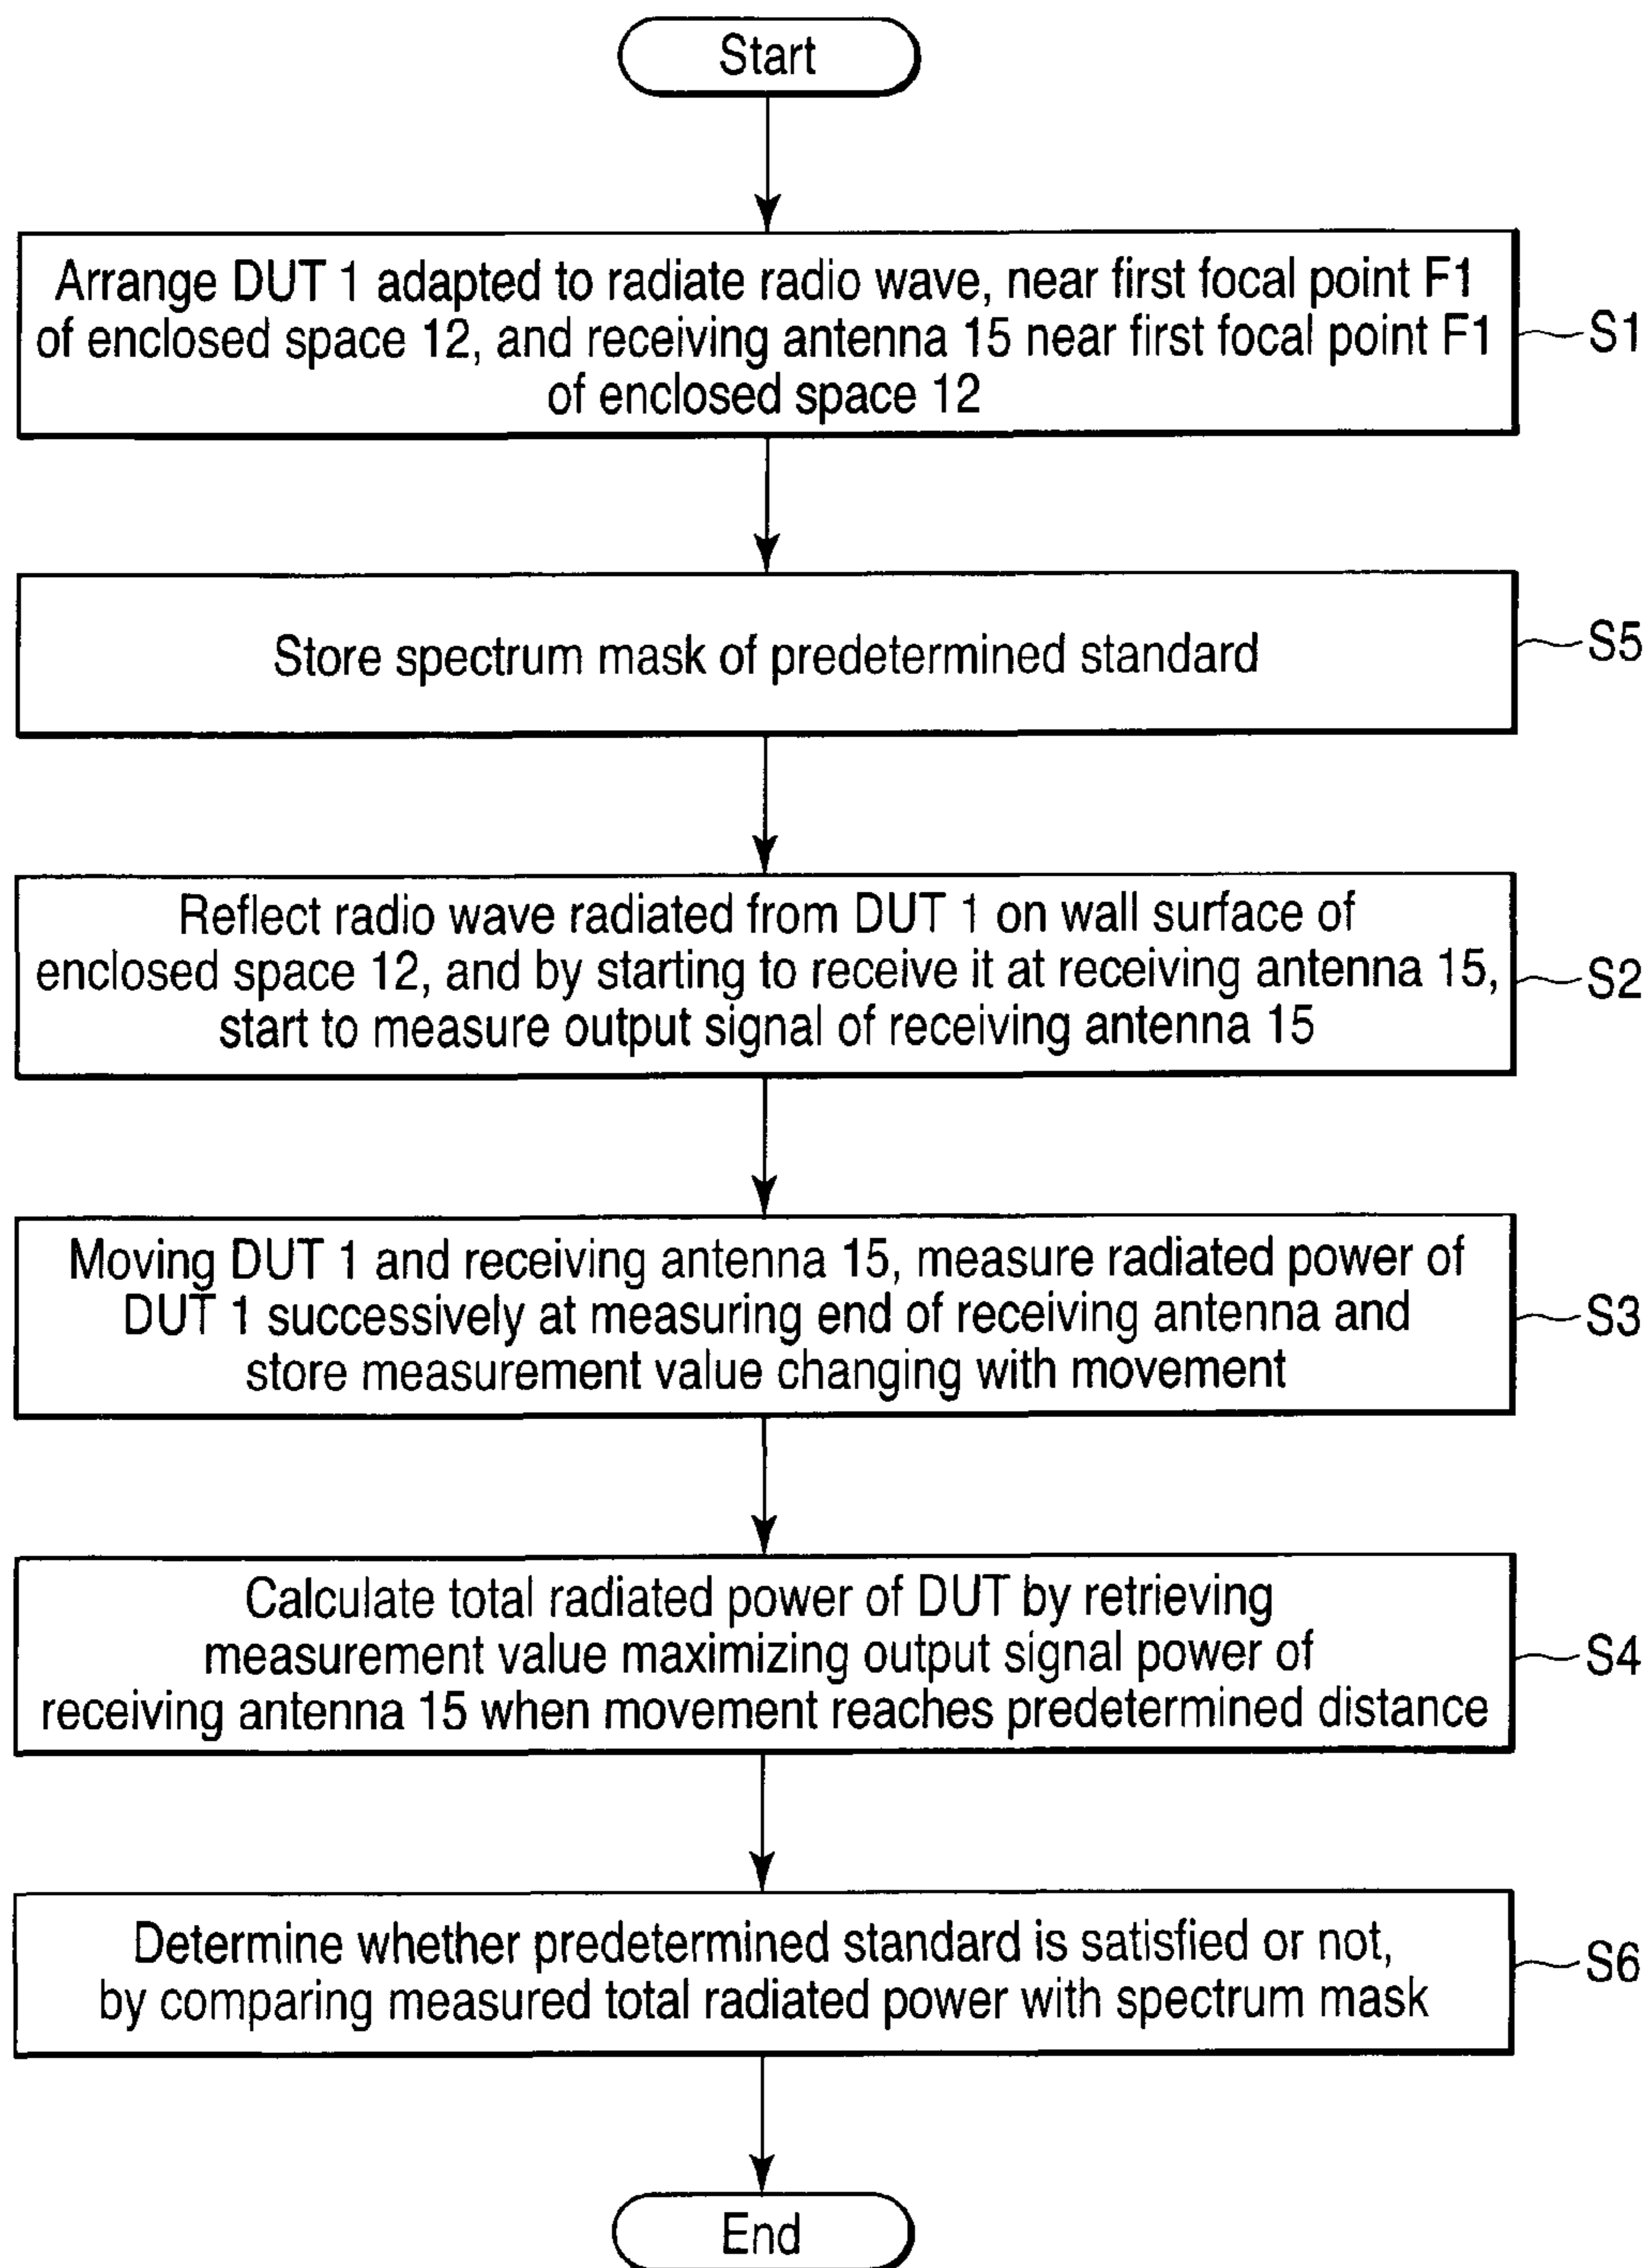 Start
Arrange DUT 1 adapted to radiate radio wave, near first focal point F1
of enclosed space 12, and receiving antenna 15 near first focal point F1
of enclosed space 12
S1
Store spectrum mask of predetermined standard
S5
Reflect radio wave radiated from DUT 1 on wall surface of
enclosed space 12, and by starting to receive it at receiving antenna 15,
start to measure output signal of receiving antenna 15
S2
Moving DUT 1 and receiving antenna 15, measure radiated power of
DUT 1 successively at measuring end of receiving antenna and
store measurement value changing with movement
S3
Calculate total radiated power of DUT by retrieving
measurement value maximizing output signal power of
receiving antenna 15 when movement reaches predetermined distance
S4
Determine whether predetermined standard is satisfied or not,
by comparing measured total radiated power with spectrum mask
S6
End